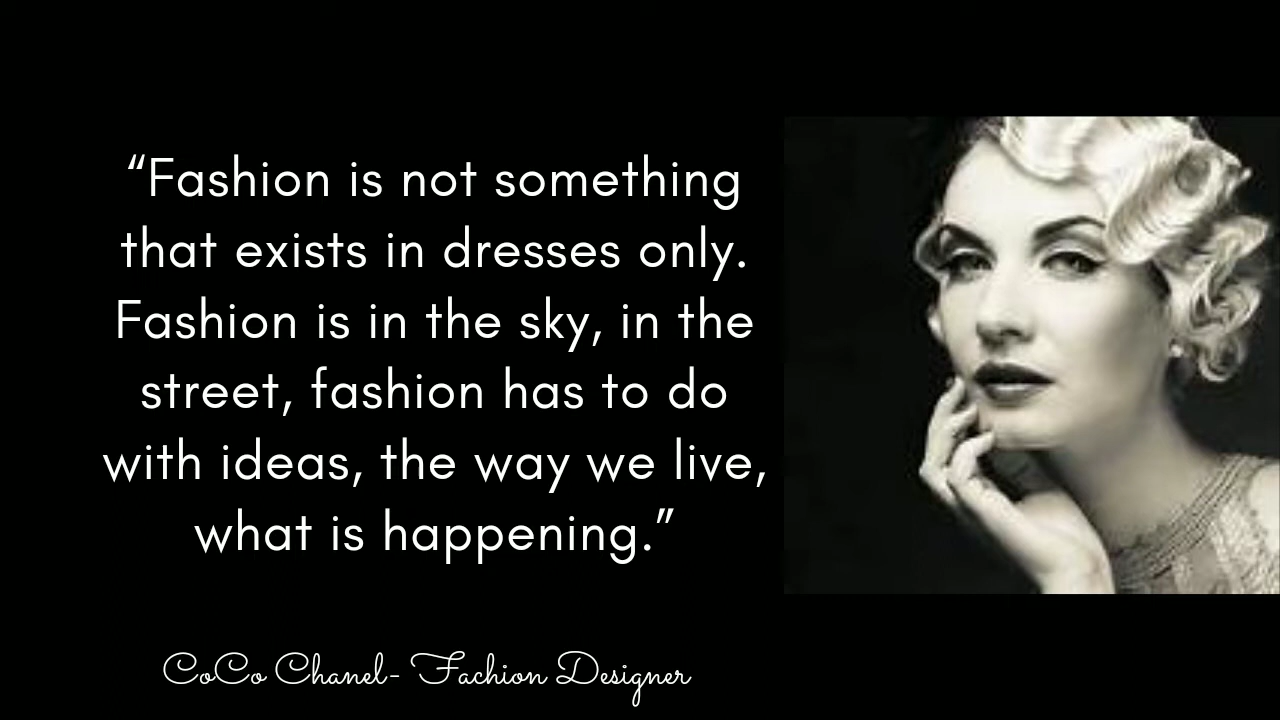 “Fashion is not something
that exists in dresses only.
Fashion is in the sky, in the
street, fashion has to do
with ideas, the way we live,
what is happening.”
CoCo Chanel- Fachion Designer